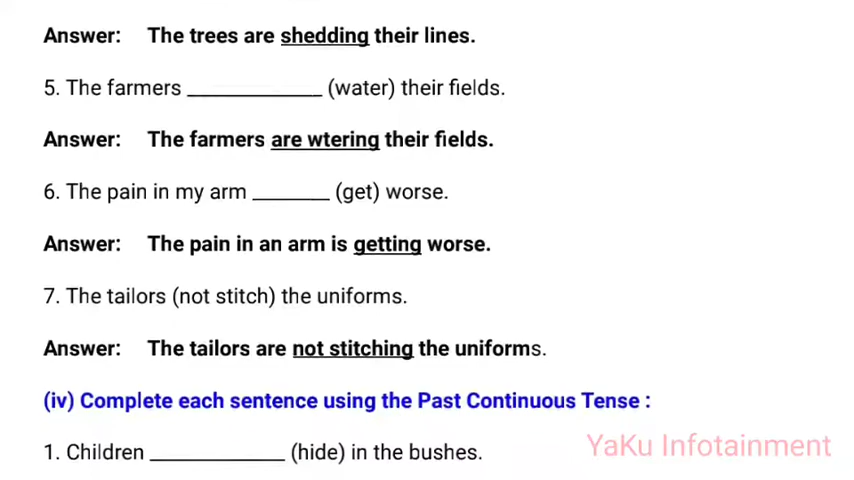 Answer: The trees are shedding their lines.
5. The farmers _____________ (water) their fields.
Answer: The farmers are wtering their fields.
6. The pain in my arm _______ (get) worse.
Answer: The pain in an arm is getting worse.
7. The tailors (not stitch) the uniforms.
Answer: The tailors are not stitching the uniforms.
(iv) Complete each sentence using the Past Continuous Tense :
1. Children _____________ (hide) in the bushes.
YaKu Infotainment